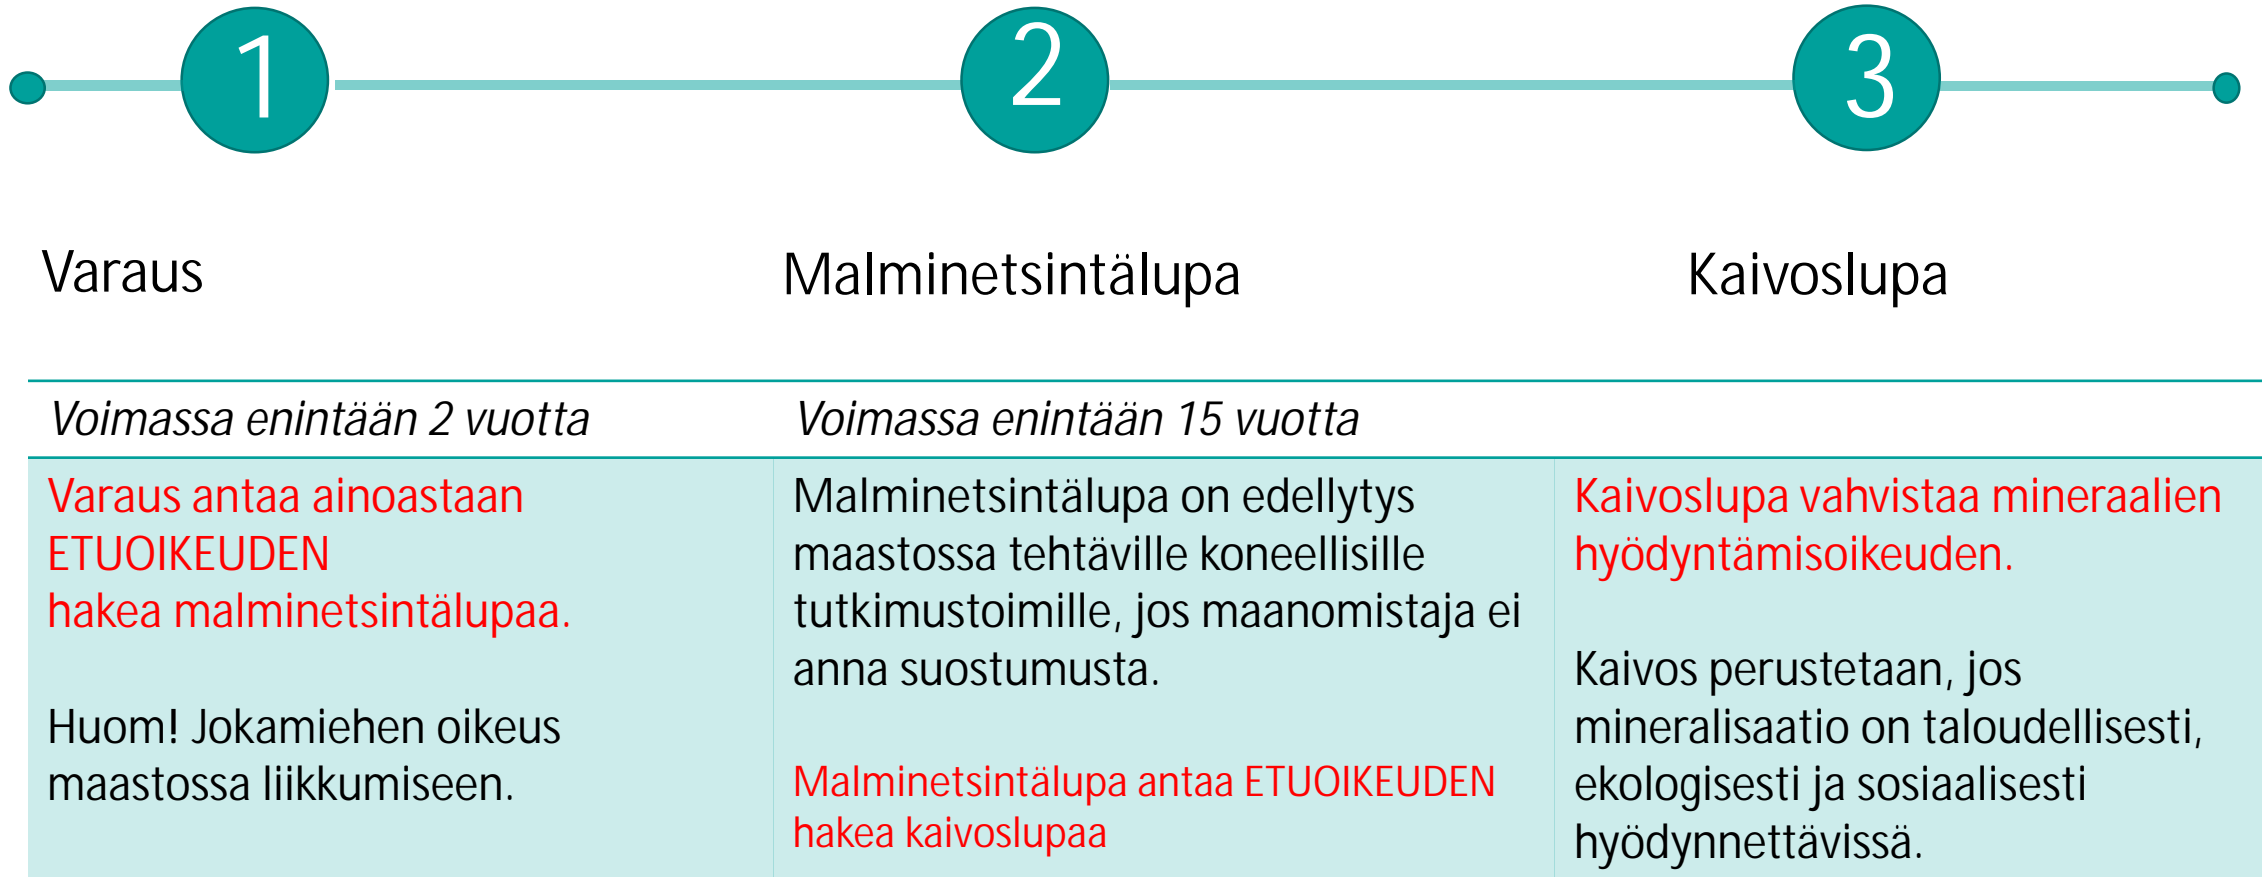 1
2
3
Varaus
Malminetsintälupa
Kaivoslupa
Voimassa enintään 2 vuotta
Voimassa enintään 15 vuotta
Varaus antaa ainoastaan
ETUOIKEUDEN
hakea malminetsintälupaa.
Huom! Jokamiehen oikeus
maastossa liikkumiseen.
Malminetsintälupa on edellytys
maastossa tehtäville koneellisille
tutkimustoimille, jos maanomistaja ei
anna suostumusta.
Malminetsintälupa antaa ETUOIKEUDEN
hakea kaivoslupaa
Kaivoslupa vahvistaa mineraalien
hyödyntämisoikeuden.
Kaivos perustetaan, jos
mineralisaatio on taloudellisesti,
ekologisesti ja sosiaalisesti
hyödynnettävissä.